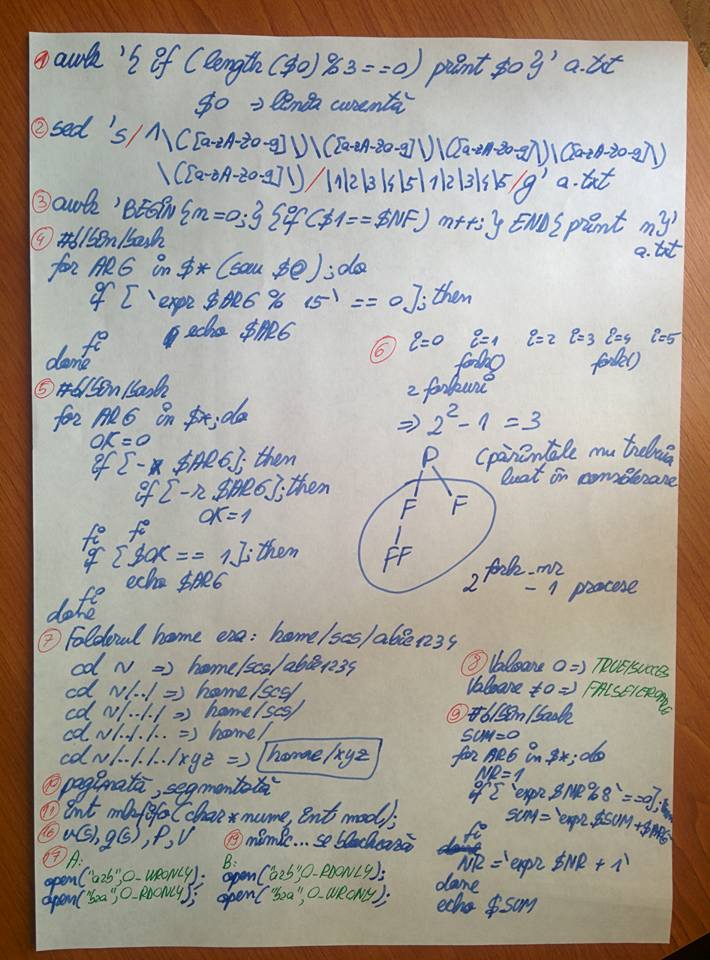 1 awk '{ if (length($0)%3==0) print $0}' a.txt
$0 => linia curentă
2 sed 's/1\([a-zA-Z0-9]\)\([a-zA-Z0-9]\)\([a-zA-Z0-9]\)\([a-zA-Z0-9]\)
\([a-zA-Z0-9]\)/\1\2\3\4\5\1\2\3\4\5/g' a.txt
3 awk 'BEGIN{n=0;}{if($1==$NF) n++;} END{print n}'
a.txt
4 #!/bin/bash
for ARG in $* (sau $@); do
if [ `expr $ARG % 15` == 0]; then
echo $ARG
fi
done
5 #!/bin/bash
for ARG in $*; do
OK=0
if [- $ARG]; then
if [-r $ARG]; then
OK=1
fi fi
if [$OK == 1]; then
echo $ARG
fi
done
6 i=0 i=1 i=2 i=3 i=4 i=5
fork() fork()
2 forkuri
=> 2^2 - 1 = 3
(părintele nu trebuia
luat în considerare
P
F F
FF
2^fork_nr - 1 procese
7 Folderul home era: home/scs/abie1234
cd ~ => home/scs/abie1234
cd ~/../ => home/scs/
cd ~/.././ => home/scs/
cd ~/.././.. => home/
cd ~/.././../xyz => home/xyz
8 Valoare 0 => TRUE/SUCCES
Valoare ≠0 => FALSE/EROARE
9 #!/bin/bash
SUM=0
for ARG in $*; do
NR=1
if [`expr $NR%8` ==0]; then
SUM=`expr $SUM+$ARG`
fi
NR=`expr $NR + 1`
done
echo $SUM
10 paginată, segmentată
11 int mkfifo(char* nume, int mod);
16 v(s), g(s), P, V
19 nimic... se blochează
17 A:
open("a2b",O_WRONLY);
open("b2a",O_RDONLY);
B:
open("a2b",O_RDONLY);
open("b2a",O_WRONLY);